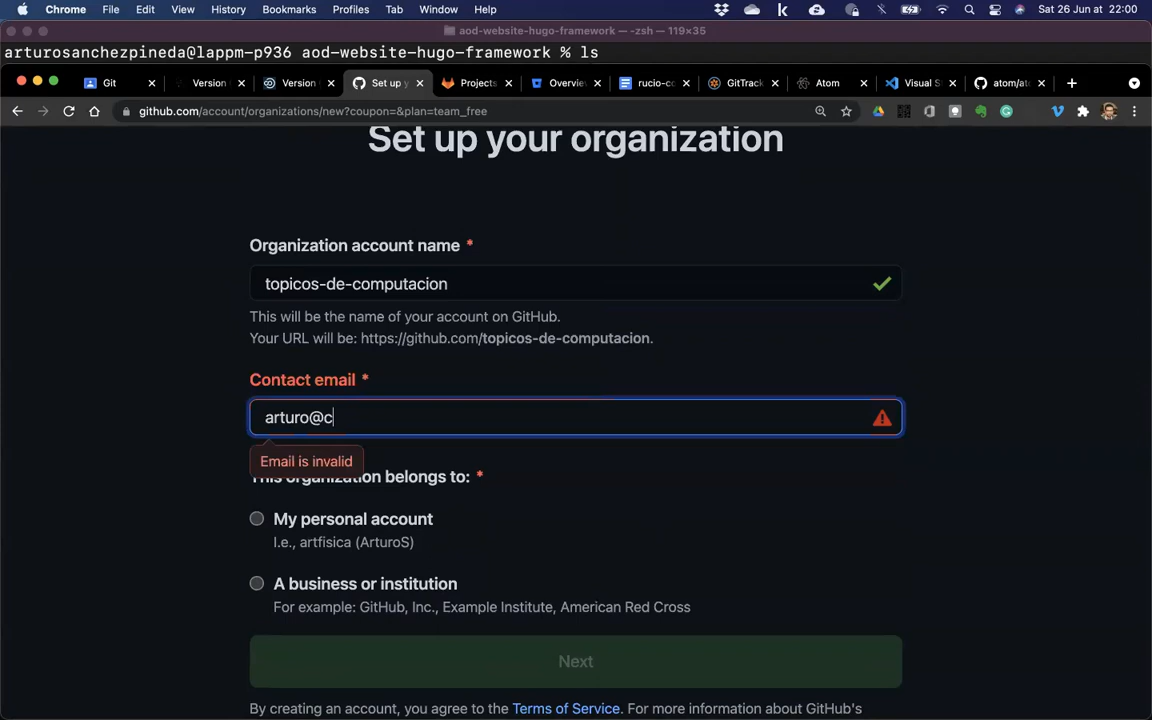 Chrome File Edit View History Bookmarks Profiles Tab Window Help Sat 26 Jun at 22:00
aod-website-hugo-framework — -zsh — 119×35
arturosanchezpineda@lappm-p936 aod-website-hugo-framework % ls
Git Version Version Set up y Projects Overvie rucio-co GitTrack Atom Visual S atom/ato
github.com/account/organizations/new?coupon=&plan=team_free
Set up your organization
Organization account name *
topicos-de-computacion
This will be the name of your account on GitHub.
Your URL will be: https://github.com/topicos-de-computacion.
Contact email *
arturo@c
Email is invalid
This organization belongs to: *
My personal account
I.e., artfisica (ArturoS)
A business or institution
For example: GitHub, Inc., Example Institute, American Red Cross
Next
By creating an account, you agree to the Terms of Service. For more information about GitHub's